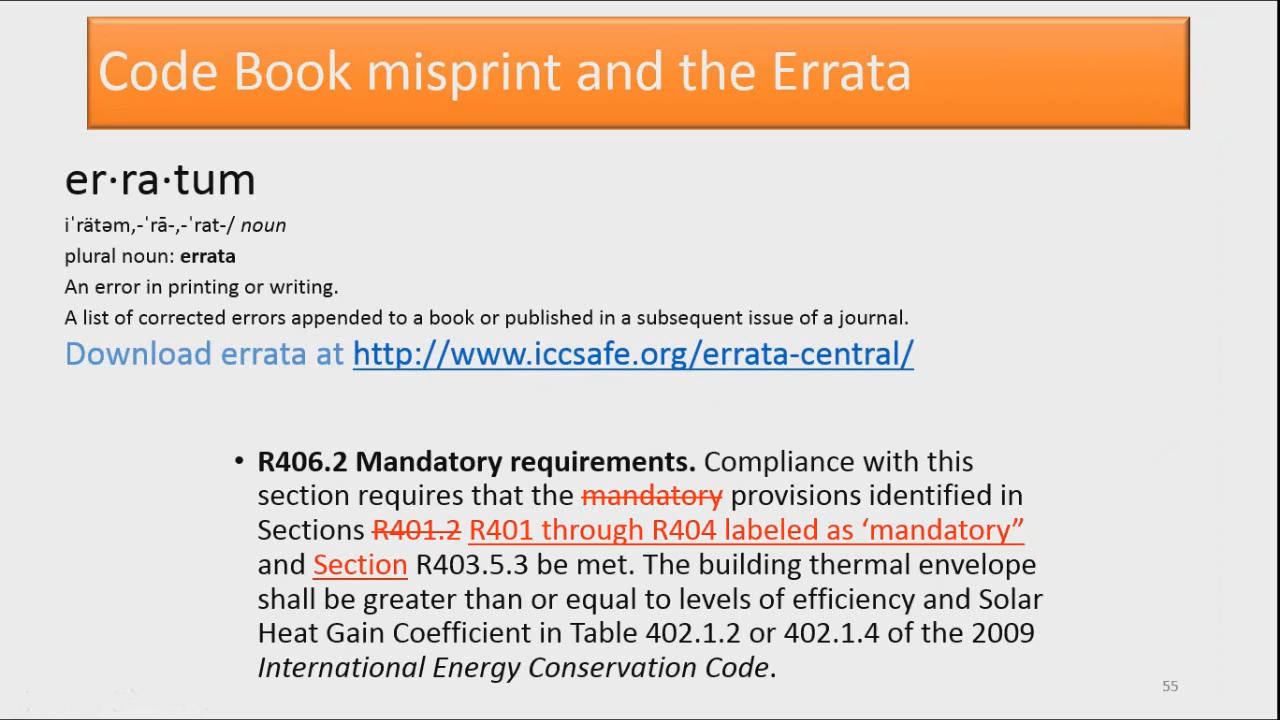 Code Book misprint and the Errata
er·ra·tum
iˈrätəm,-ˈrā-,-ˈrat-/ noun
plural noun: errata
An error in printing or writing.
A list of corrected errors appended to a book or published in a subsequent issue of a journal.
Download errata at http://www.iccsafe.org/errata-central/
• R406.2 Mandatory requirements. Compliance with this
section requires that the mandatory provisions identified in
Sections R401.2 R401 through R404 labeled as ‘mandatory”
and Section R403.5.3 be met. The building thermal envelope
shall be greater than or equal to levels of efficiency and Solar
Heat Gain Coefficient in Table 402.1.2 or 402.1.4 of the 2009
International Energy Conservation Code.
55